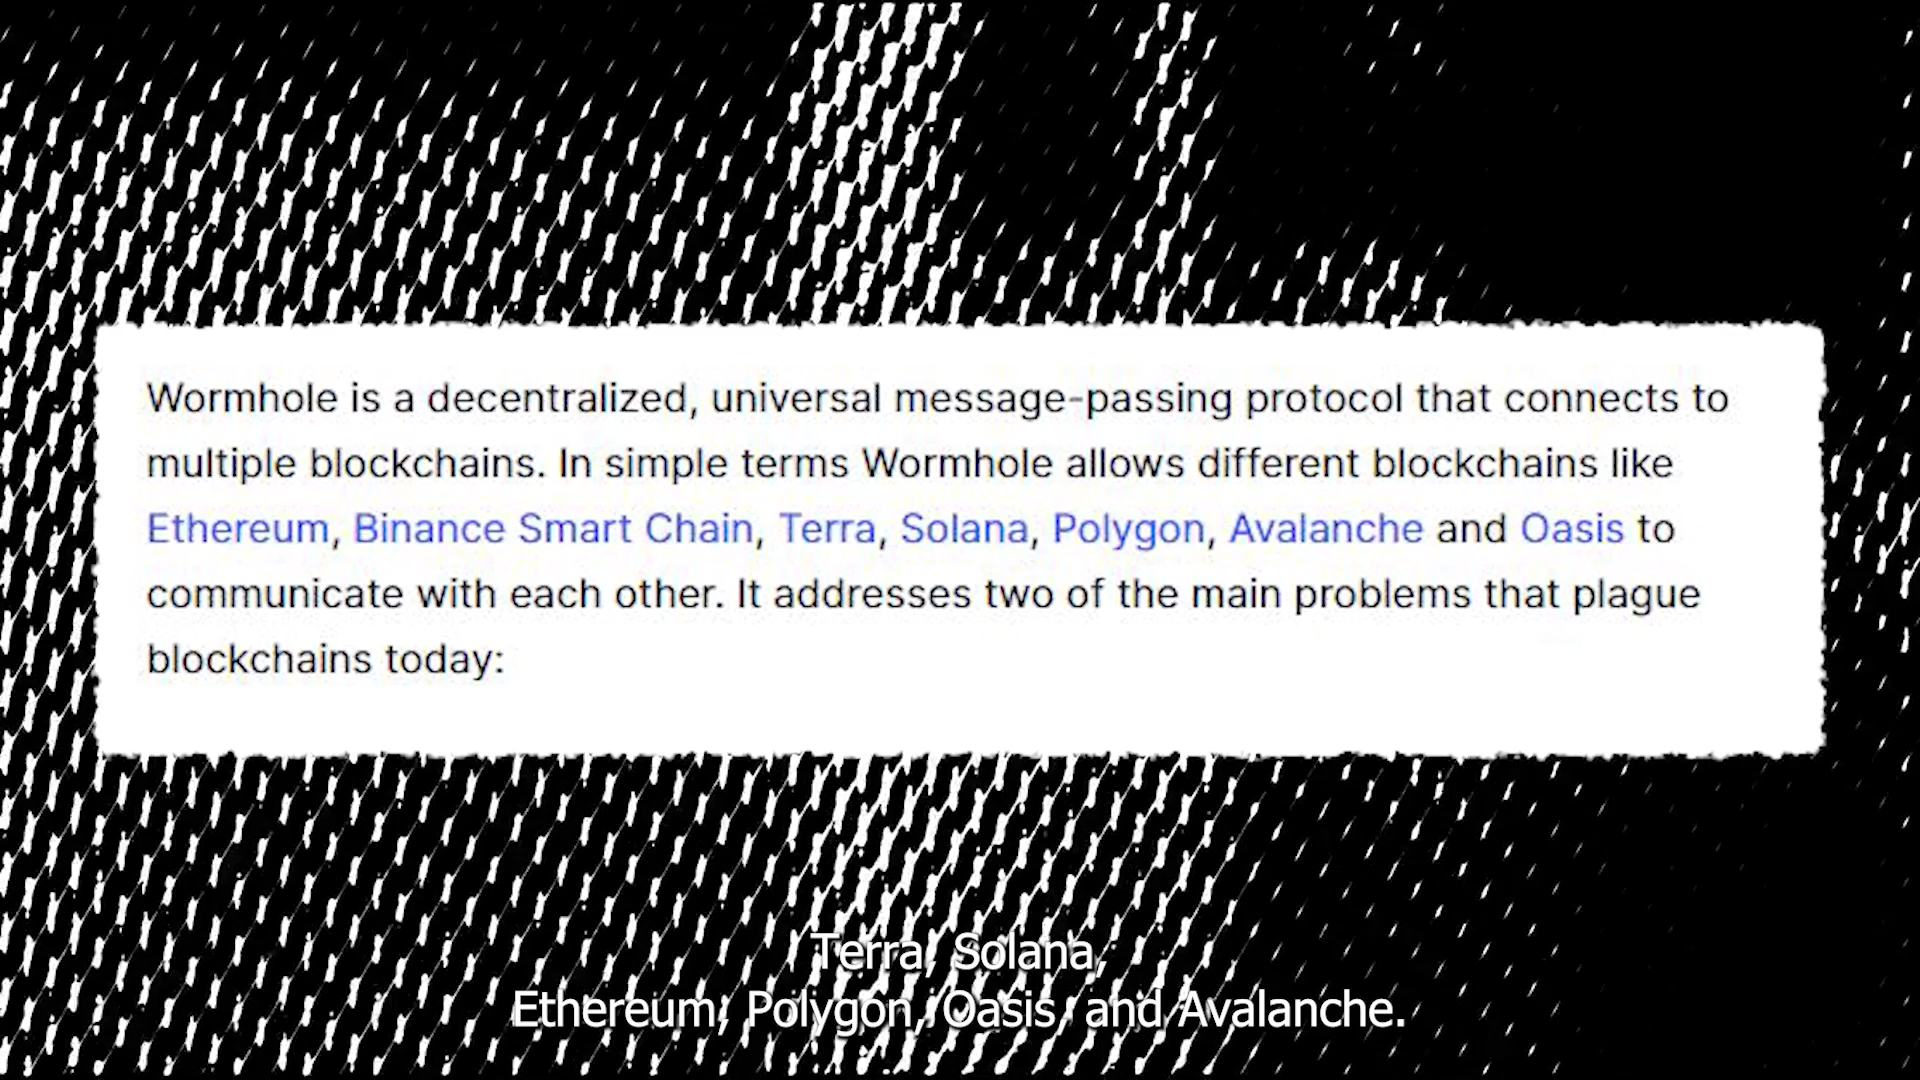 Wormhole is a decentralized, universal message-passing protocol that connects to
multiple blockchains. In simple terms Wormhole allows different blockchains like
Ethereum, Binance Smart Chain, Terra, Solana, Polygon, Avalanche and Oasis to
communicate with each other. It addresses two of the main problems that plague
blockchains today:
Terra, Solana,
Ethereum, Polygon, Oasis, and Avalanche.